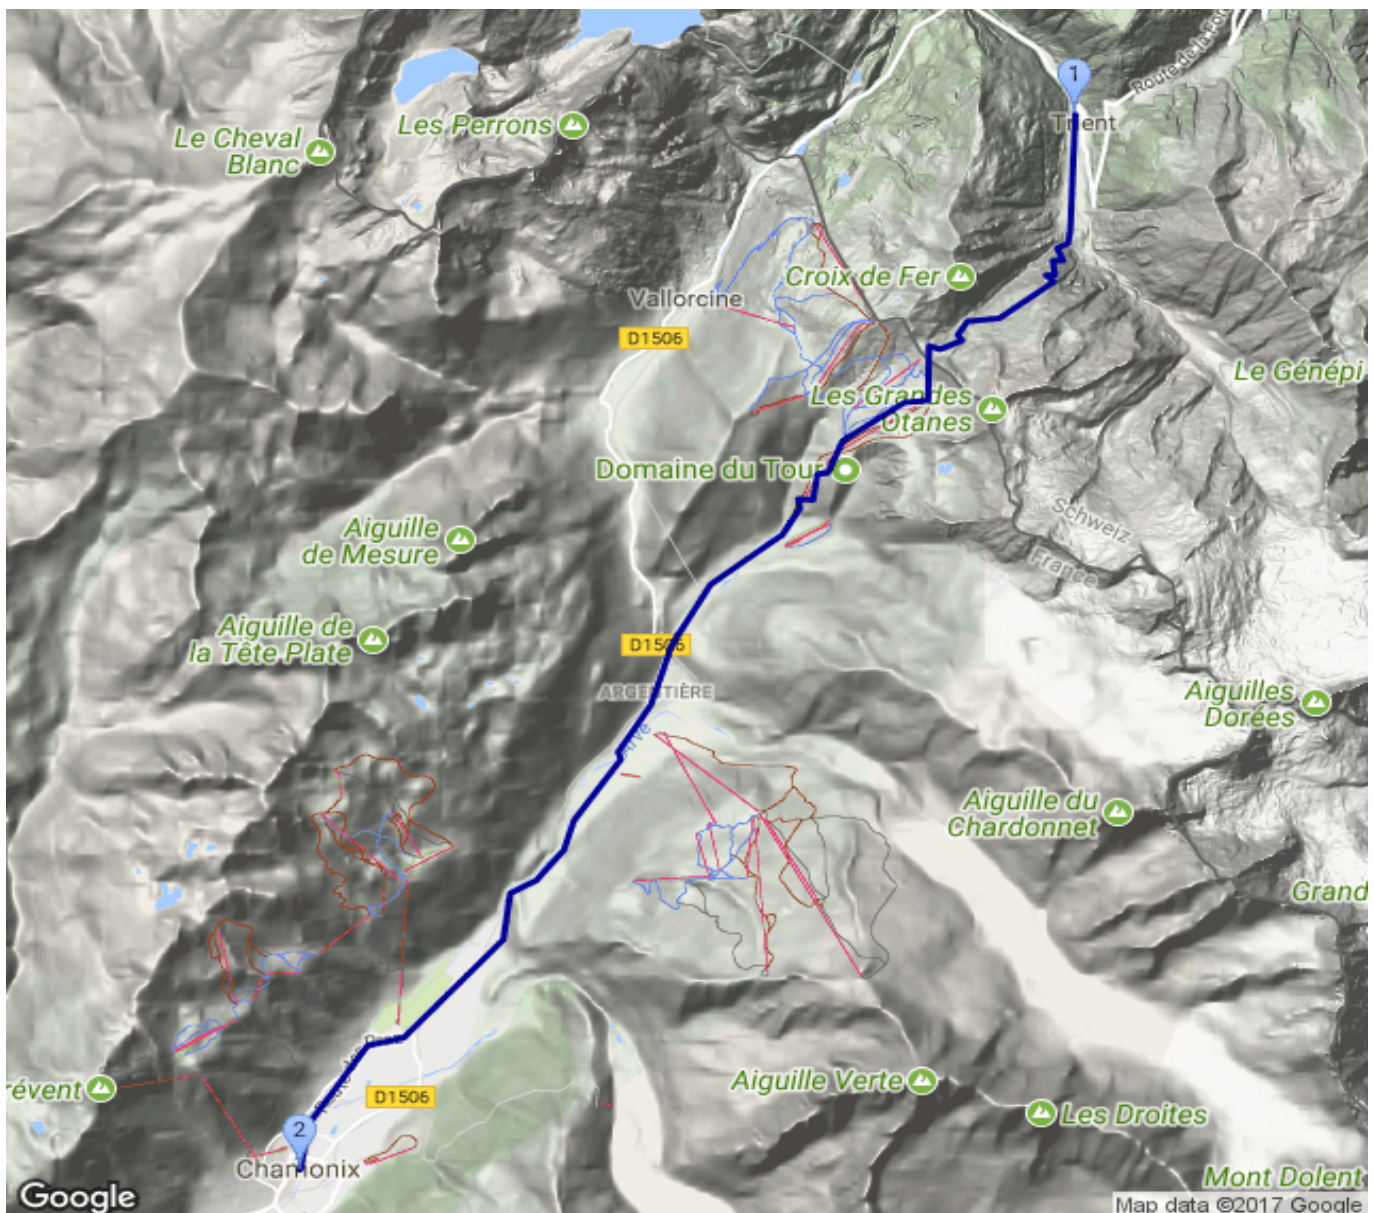 1
Route de la For
Trient
Les Perrons
Le Cheval
Blanc
Croix de Fer
Vallorcine
D1506
Le Génépi
Les Grandes
Otanes
Domaine du Tour
Schweiz
France
Aiguille
de Mesure
Aiguille de
la Tête Plate
D1506
ARGENTIÈRE
Arve
Aiguilles
Dorées
Aiguille du
Chardonnet
Grand
révent
Aiguille Verte
Les Droites
D1506
2
Chamonix
Mont Dolent
Google
Map data ©2017 Google